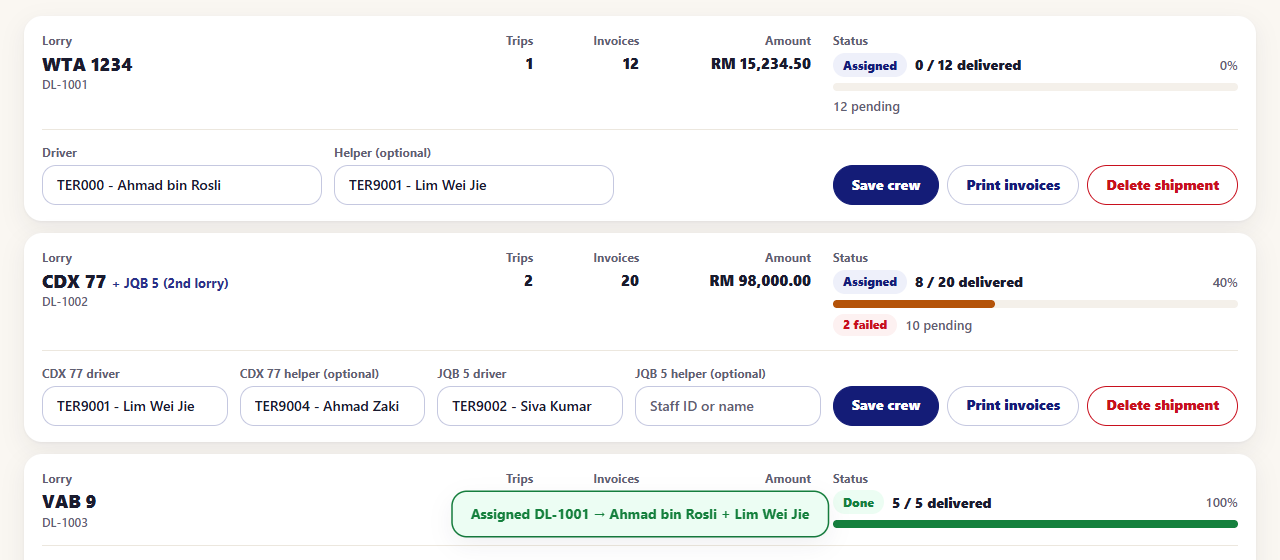 Lorry Trips Invoices Amount Status
WTA 1234 1 12 RM 15,234.50 Assigned 0 / 12 delivered 0%
DL-1001
12 pending
Driver Helper (optional)
TER000 - Ahmad bin Rosli TER9001 - Lim Wei Jie Save crew Print invoices Delete shipment
Lorry Trips Invoices Amount Status
CDX 77 + JQB 5 (2nd lorry) 2 20 RM 98,000.00 Assigned 8 / 20 delivered 40%
DL-1002
2 failed 10 pending
CDX 77 driver CDX 77 helper (optional) JQB 5 driver JQB 5 helper (optional)
TER9001 - Lim Wei Jie TER9004 - Ahmad Zaki TER9002 - Siva Kumar Staff ID or name Save crew Print invoices Delete shipment
Lorry Trips Invoices Amount Status
VAB 9 Done 5 / 5 delivered 100%
DL-1003
Assigned DL-1001 → Ahmad bin Rosli + Lim Wei Jie